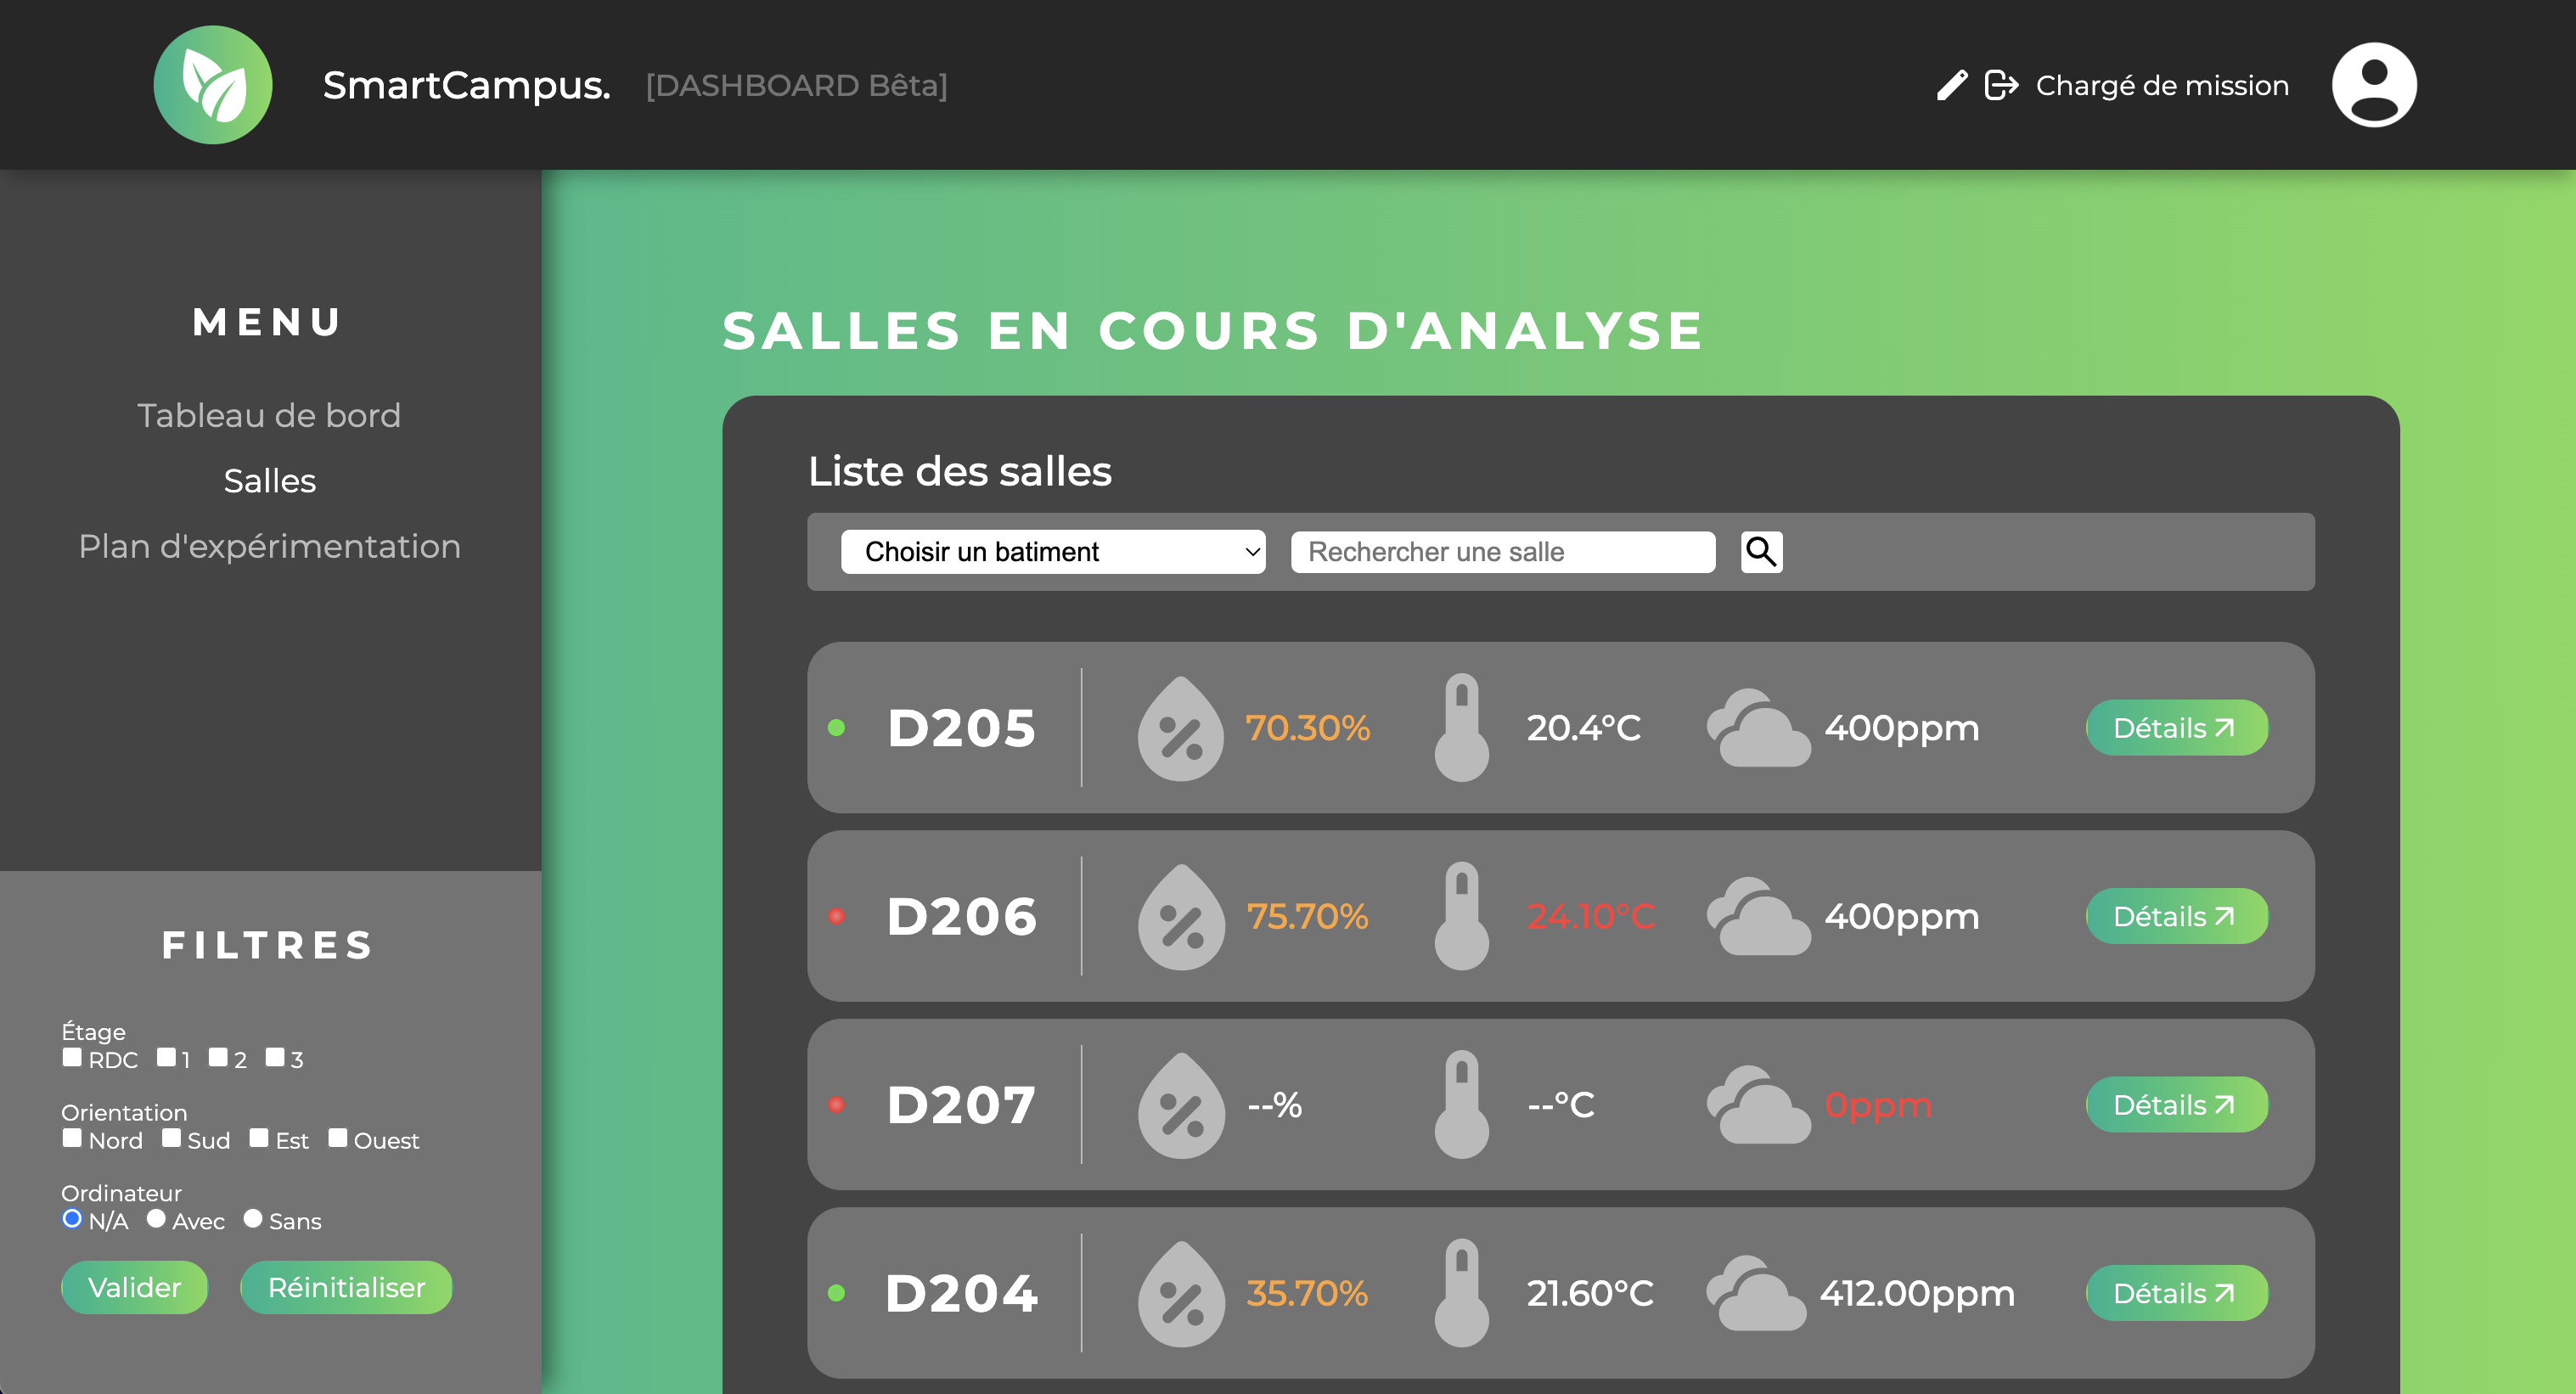 SmartCampus. [DASHBOARD Bêta]
Chargé de mission
MENU
Tableau de bord
Salles
Plan d'expérimentation
FILTRES
Étage
RDC 1 2 3
Orientation
Nord Sud Est Ouest
Ordinateur
N/A Avec Sans
Valider Réinitialiser
SALLES EN COURS D'ANALYSE
Liste des salles
Choisir un batiment Rechercher une salle
D205 70.30% 20.4°C 400ppm Détails
D206 75.70% 24.10°C 400ppm Détails
D207 --% --°C 0ppm Détails
D204 35.70% 21.60°C 412.00ppm Détails